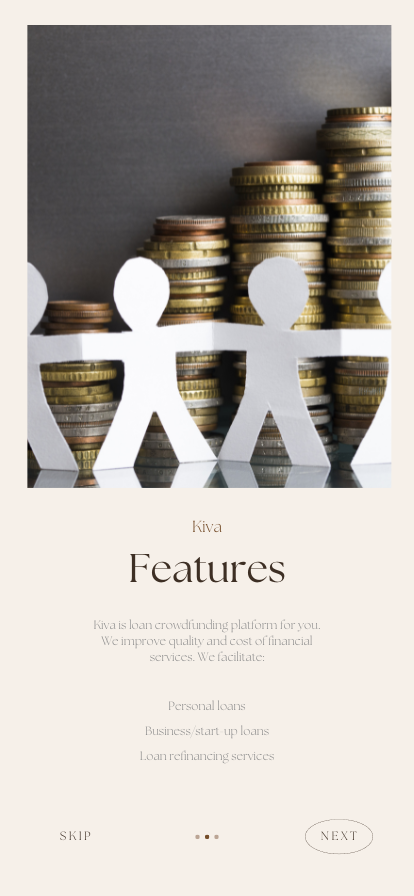 Kiva
Features
Kiva is loan crowdfunding platform for you.
We improve quality and cost of financial
services. We facilitate:
Personal loans
Business/start-up loans
Loan refinancing services
SKIP
NEXT